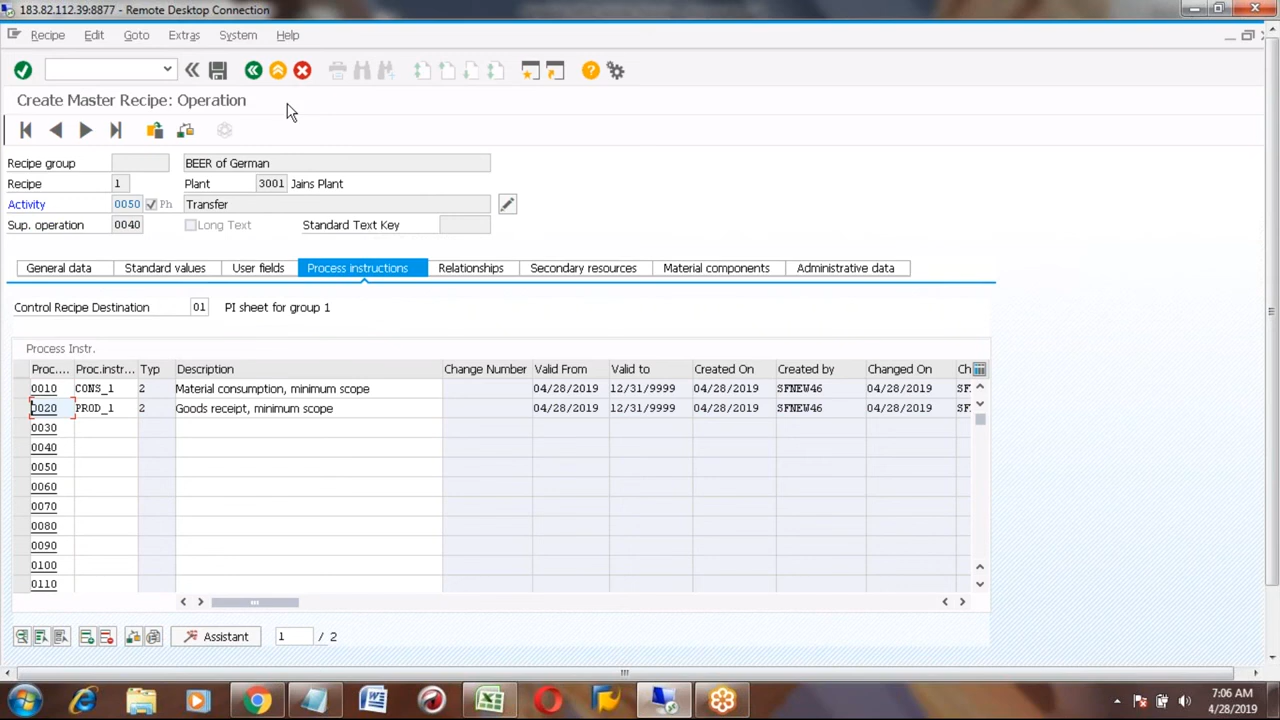 183.82.112.39:8877 - Remote Desktop Connection
Recipe Edit Goto Extras System Help
Create Master Recipe: Operation
Recipe group BEER of German
Recipe 1 Plant 3001 Jains Plant
Activity 0050 Ph Transfer
Sup. operation 0040 Long Text Standard Text Key
General data Standard values User fields Process instructions Relationships Secondary resources Material components Administrative data
Control Recipe Destination 01 PI sheet for group 1
Process Instr.
Proc.... Proc.instr... Typ Description Change Number Valid From Valid to Created On Created by Changed On Ch
0010 CONS_1 2 Material consumption, minimum scope 04/28/2019 12/31/9999 04/28/2019 SFNEW46 04/28/2019 SF
0020 PROD_1 2 Goods receipt, minimum scope 04/28/2019 12/31/9999 04/28/2019 SFNEW46 04/28/2019 SF
0030
0040
0050
0060
0070
0080
0090
0100
0110
Assistant 1 / 2
7:06 AM
4/28/2019